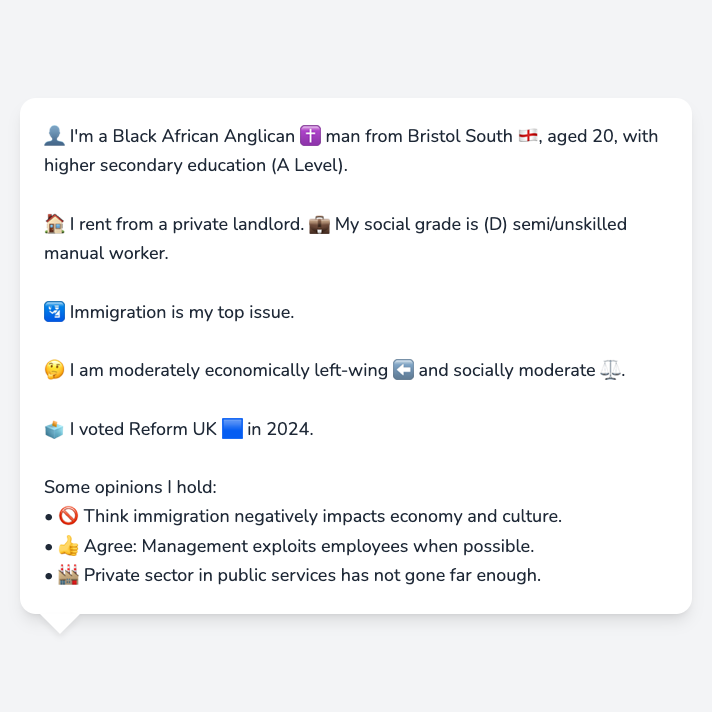 👤 I'm a Black African Anglican ✝️ man from Bristol South 🏴󠁧󠁢󠁥󠁮󠁧󠁿, aged 20, with
higher secondary education (A Level).
🏠 I rent from a private landlord. 💼 My social grade is (D) semi/unskilled
manual worker.
🛂 Immigration is my top issue.
🤔 I am moderately economically left-wing ⬅️ and socially moderate ⚖️.
🗳️ I voted Reform UK 🟦 in 2024.
Some opinions I hold:
• 🚫 Think immigration negatively impacts economy and culture.
• 👍 Agree: Management exploits employees when possible.
• 🏭 Private sector in public services has not gone far enough.